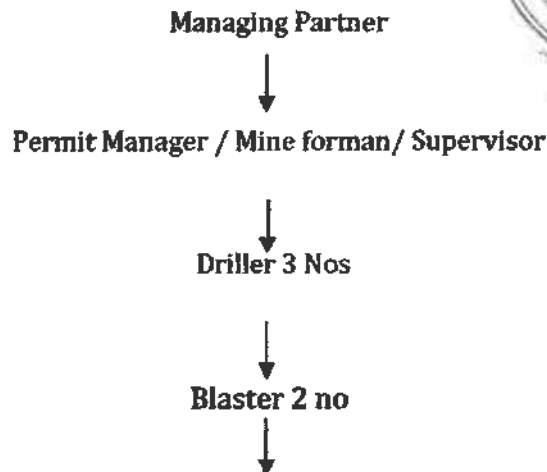 Managing Partner
Permit Manager / Mine forman/ Supervisor
Driller 3 Nos
Blaster 2 no